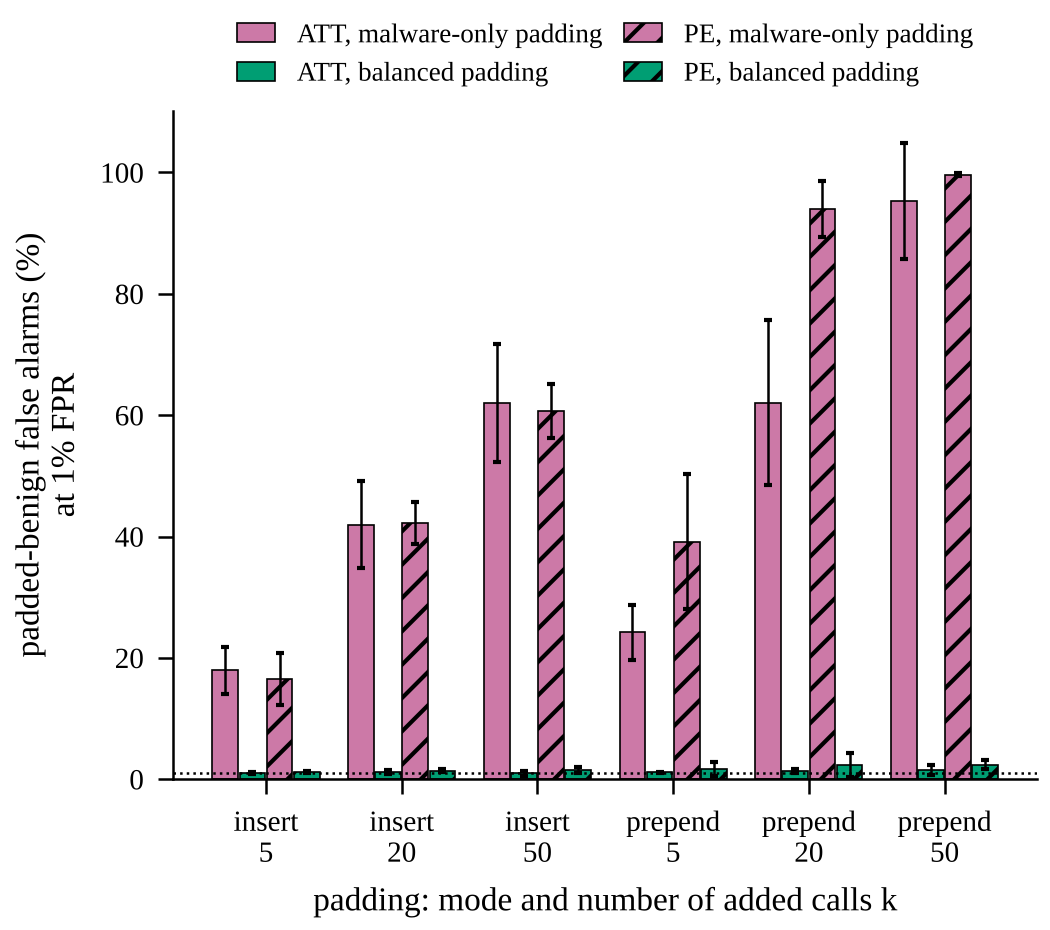 ATT, malware-only padding
PE, malware-only padding
ATT, balanced padding
PE, balanced padding
padded-benign false alarms (%)
at 1% FPR
100
80
60
40
20
0
insert
5
insert
20
insert
50
prepend
5
prepend
20
prepend
50
padding: mode and number of added calls k